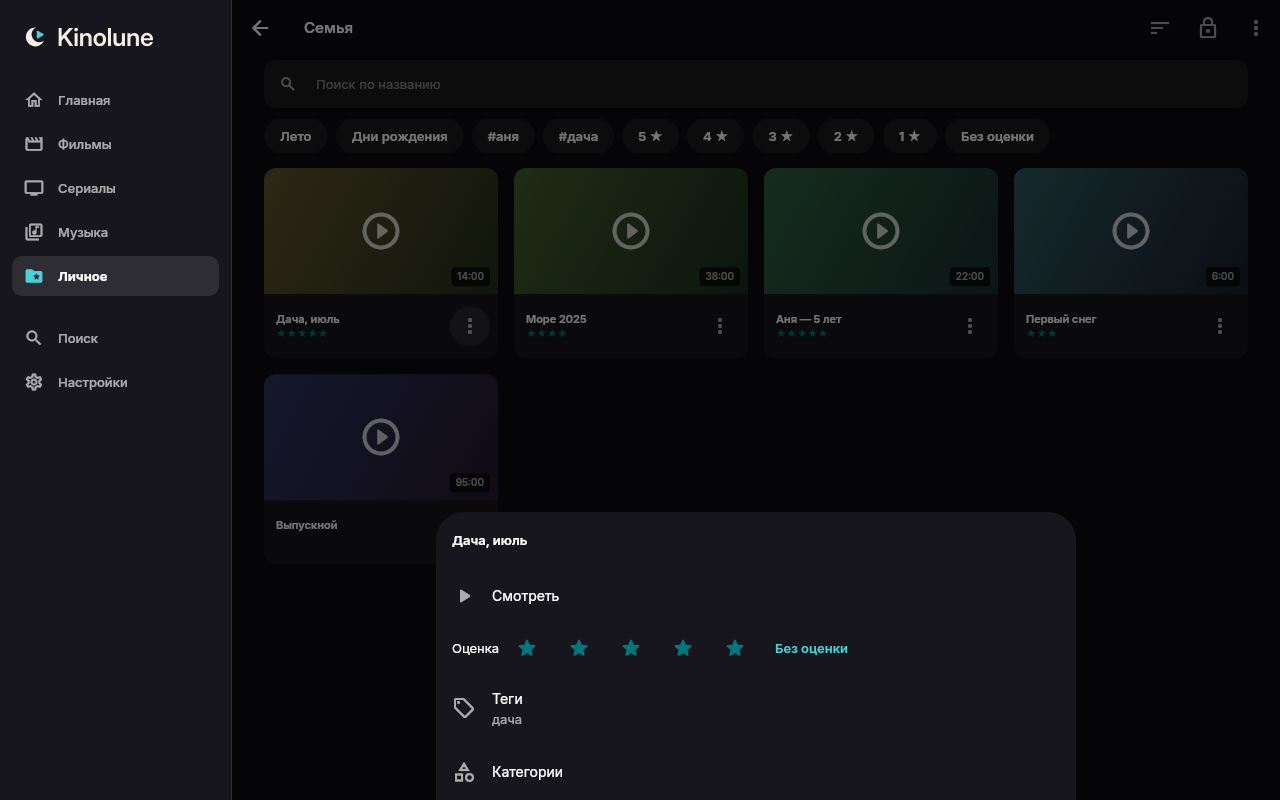 Kinolune
Главная
Фильмы
Сериалы
Музыка
Личное
Поиск
Настройки
Семья
Поиск по названию
Лето Дни рождения #аня #дача 5 ★ 4 ★ 3 ★ 2 ★ 1 ★ Без оценки
14:00 38:00 22:00 6:00
Дача, июль Море 2025 Аня — 5 лет Первый снег
★★★★★ ★★★★ ★★★★★ ★★★
95:00
Выпускной
Дача, июль
Смотреть
Оценка ★ ★ ★ ★ ★ Без оценки
Теги
дача
Категории